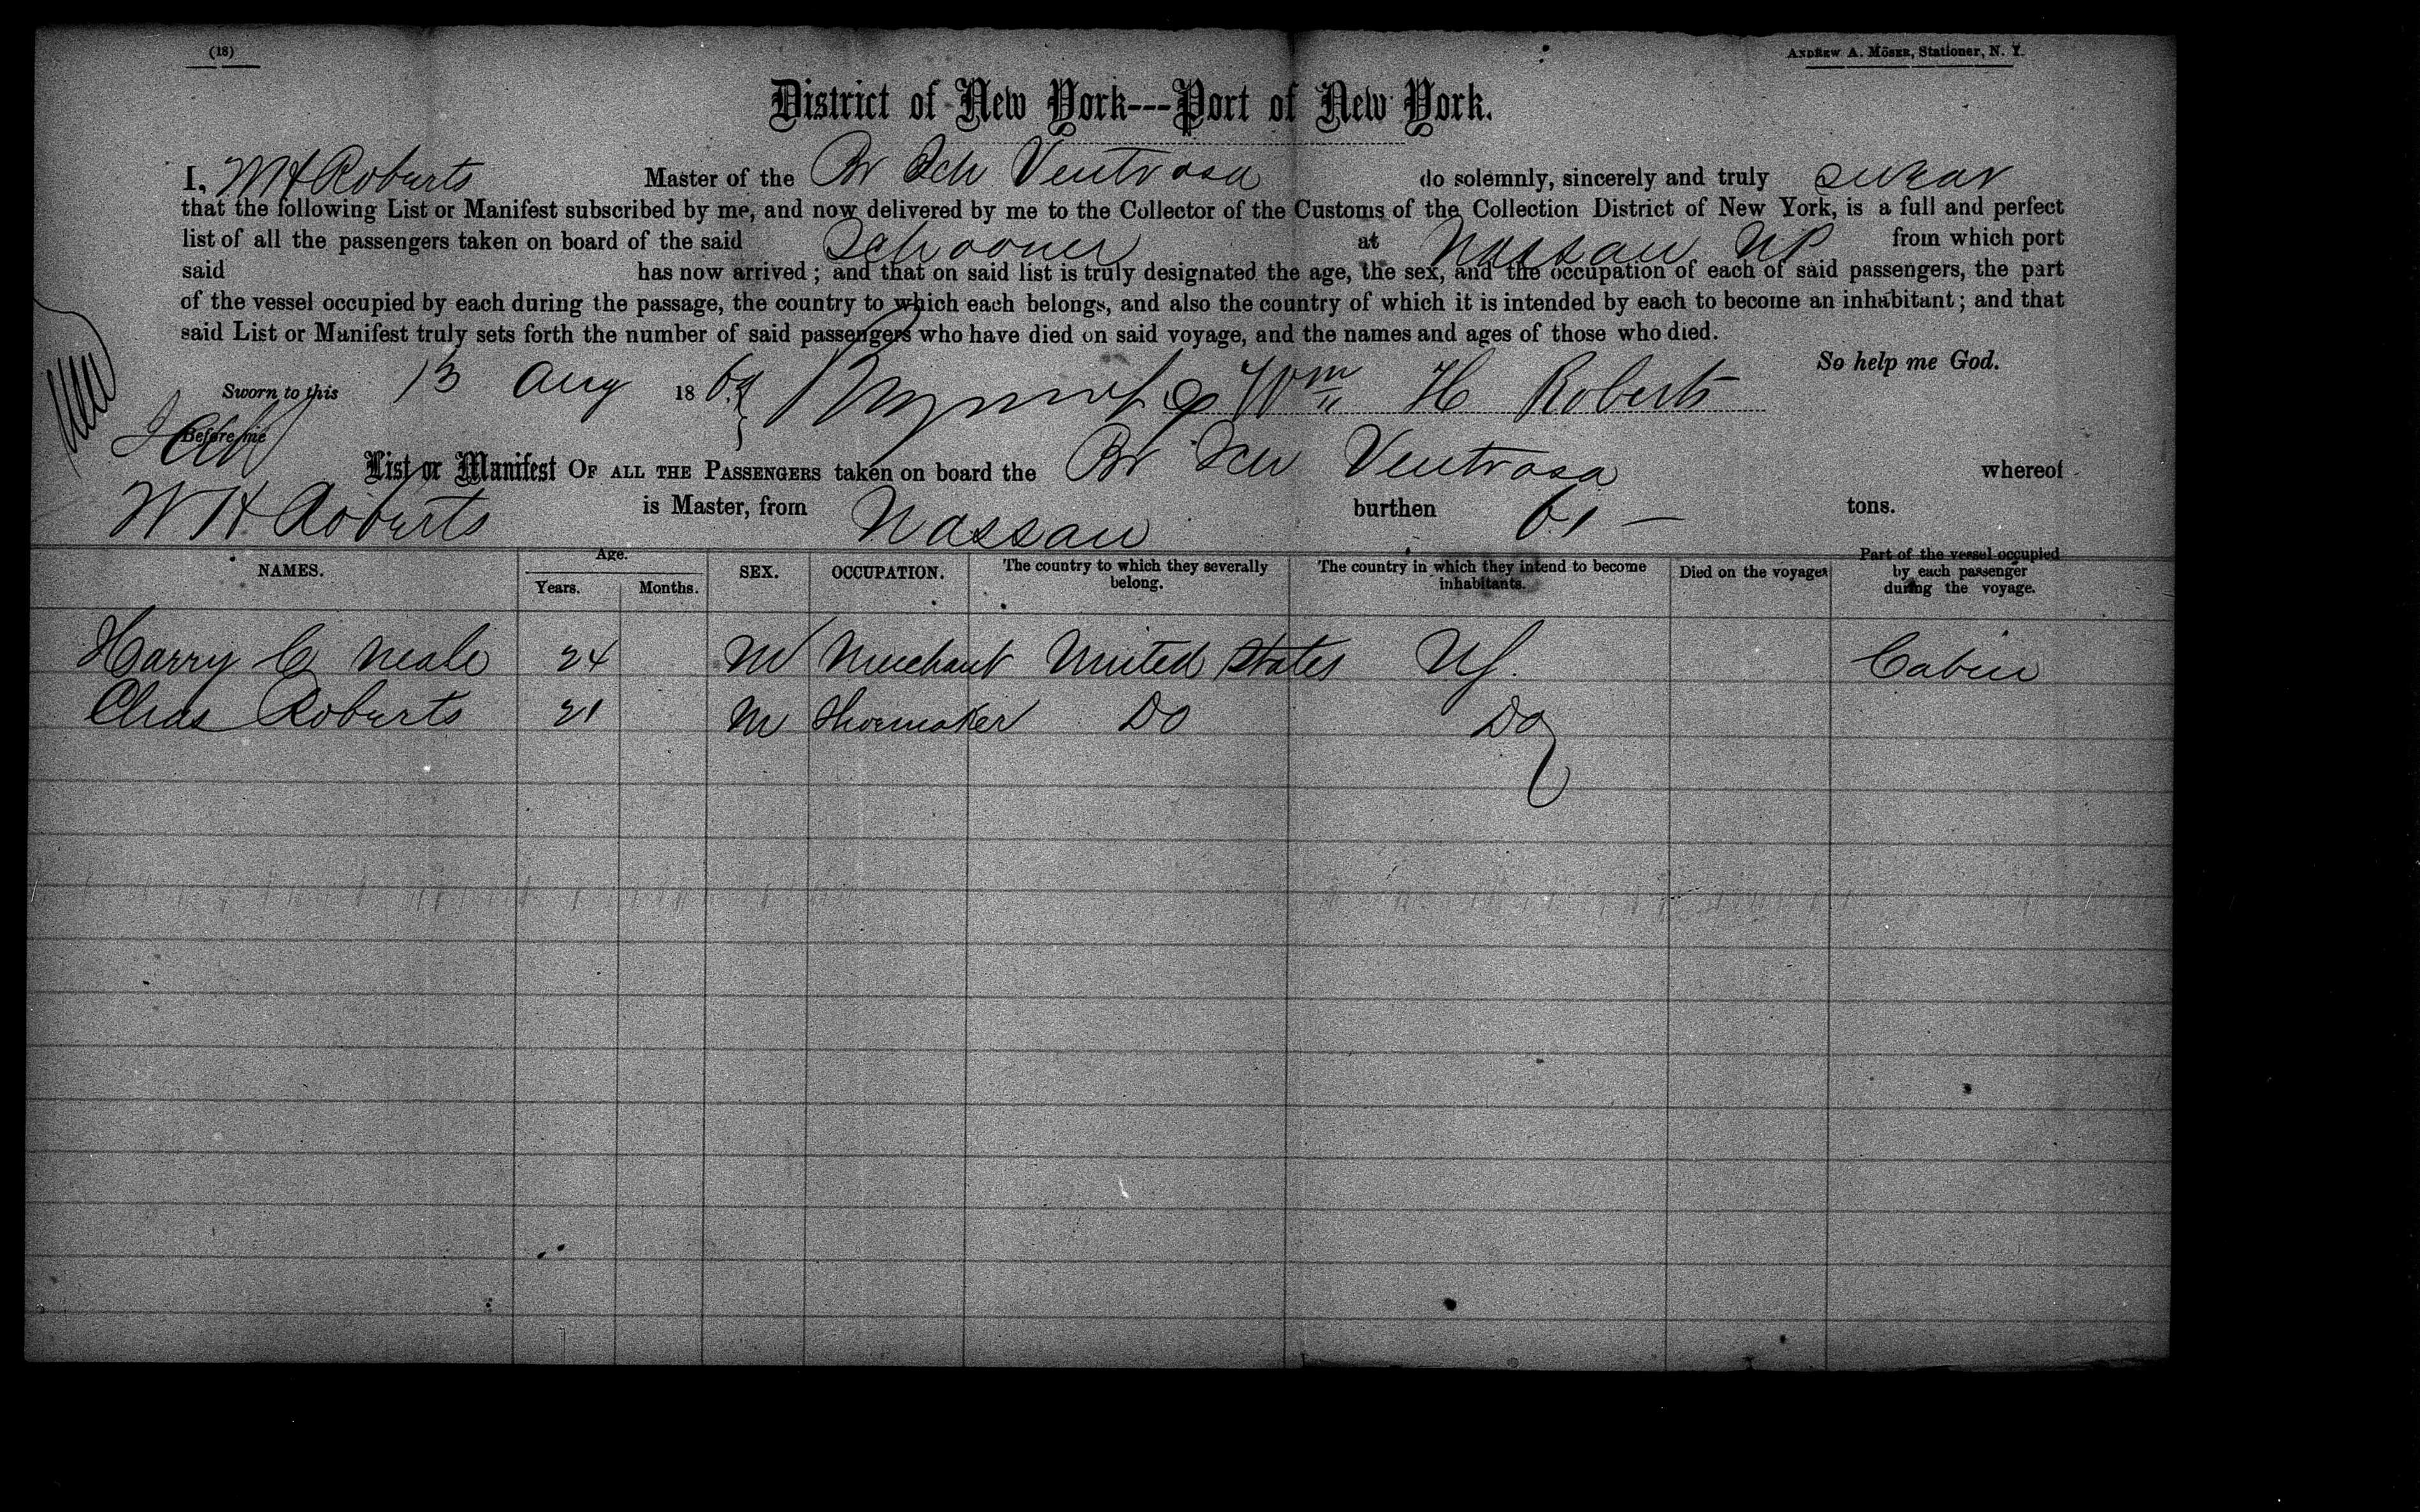 (18)
ANDREW A. MÖSER, Stationer, N. Y.
District of New York---Port of New York.
I, W H Roberts Master of the Br Sch Ventrosa do solemnly, sincerely and truly swear
that the following List or Manifest subscribed by me, and now delivered by me to the Collector of the Customs of the Collection District of New York, is a full and perfect
list of all the passengers taken on board of the said Schooner at Nassau NP from which port
said has now arrived; and that on said list is truly designated the age, the sex, and the occupation of each of said passengers, the part
of the vessel occupied by each during the passage, the country to which each belongs, and also the country of which it is intended by each to become an inhabitant; and that
said List or Manifest truly sets forth the number of said passengers who have died on said voyage, and the names and ages of those who died.
So help me God.
Sworn to this 13 Aug 1869 Wm H Roberts
Before me
List or Manifest OF ALL THE PASSENGERS taken on board the Br Sch Ventrosa whereof
W H Roberts is Master, from Nassau burthen 61 — tons.
NAMES. Age. Years. Months. SEX. OCCUPATION. The country to which they severally belong. The country in which they intend to become inhabitants. Died on the voyage. Part of the vessel occupied by each passenger during the voyage.
Harry C Neale 24 M Merchant United States US. Cabin
Chas Roberts 21 M Shoemaker Do Do